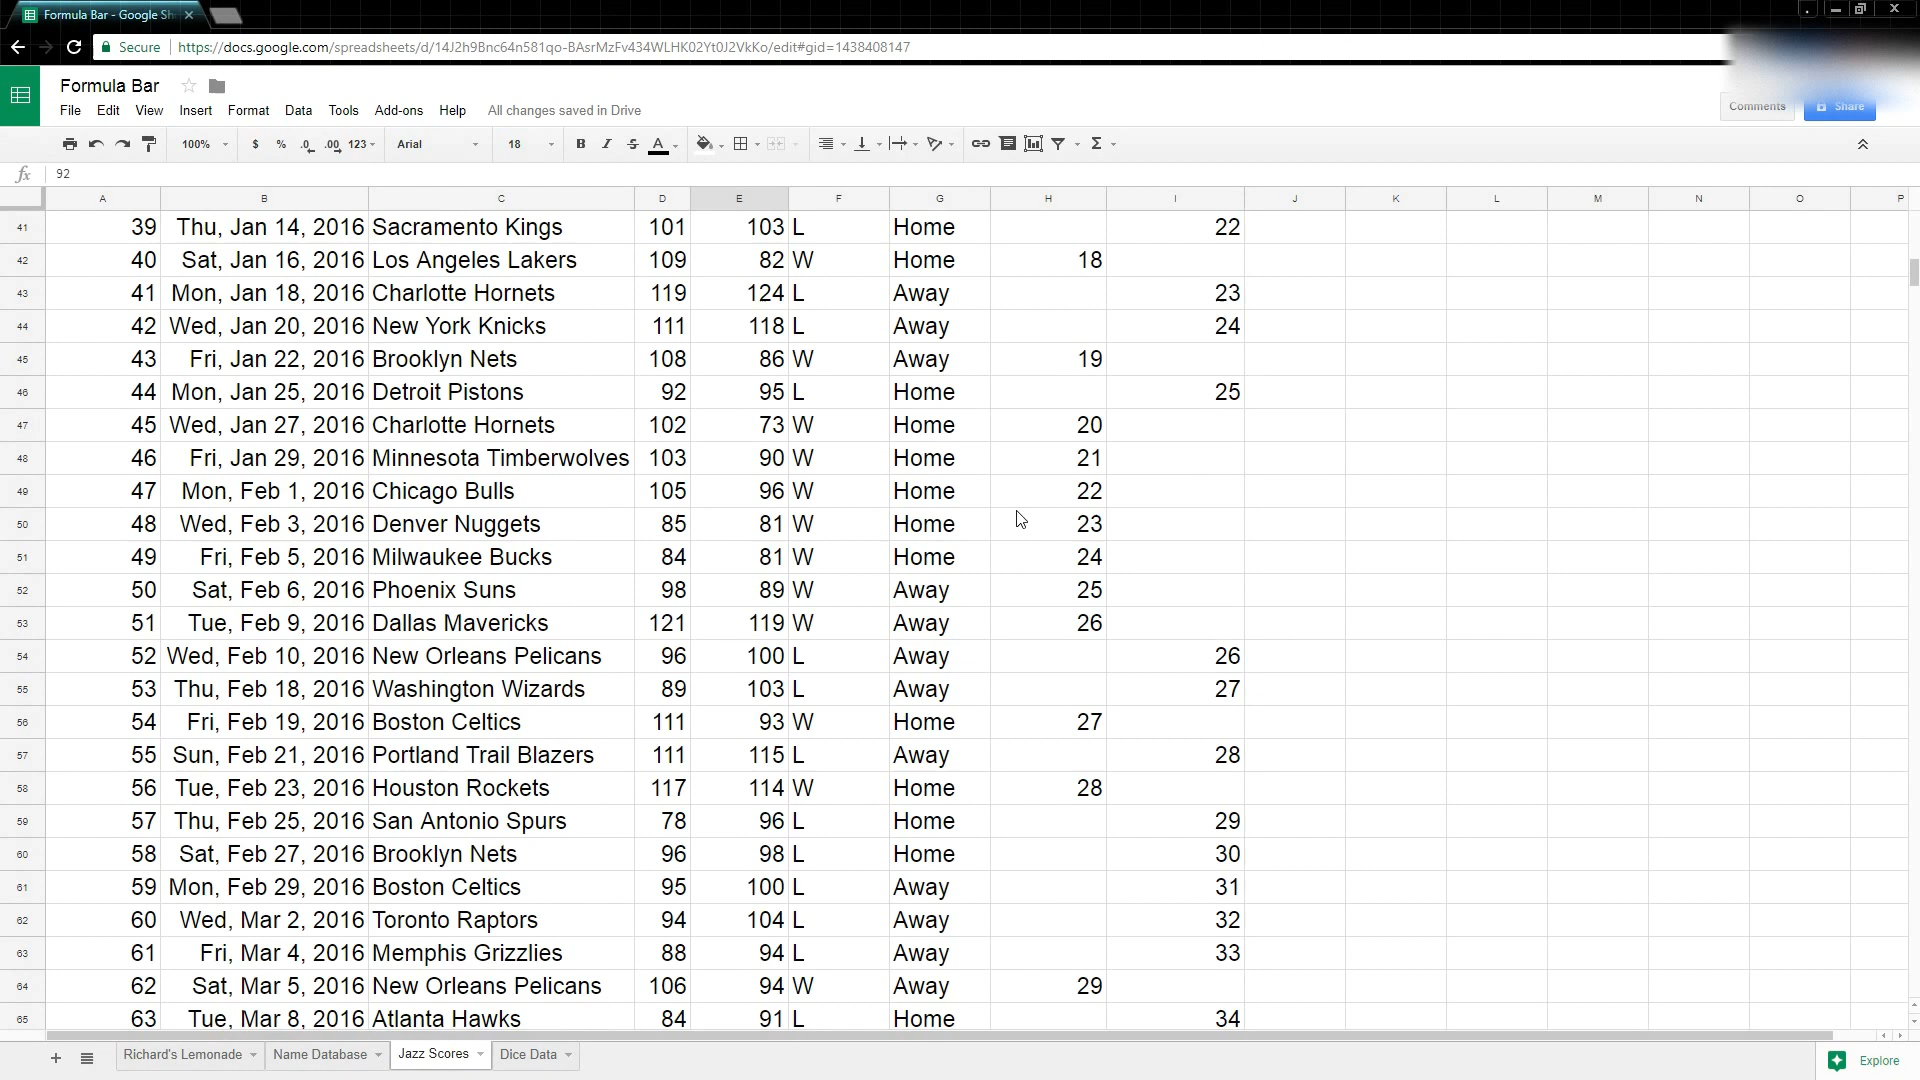 Formula Bar - Google Sh
Secure https://docs.google.com/spreadsheets/d/14J2h9Bnc64n581qo-BAsrMzFv434WLHK02Yt0J2VkKo/edit#gid=1438408147
Formula Bar
File Edit View Insert Format Data Tools Add-ons Help All changes saved in Drive
Comments Share
100% $ % .0 .00 123 Arial 18 B I S A Σ
fx 92
A B C D E F G H I J K L M N O P
41 39 Thu, Jan 14, 2016 Sacramento Kings 101 103 L Home 22
42 40 Sat, Jan 16, 2016 Los Angeles Lakers 109 82 W Home 18
43 41 Mon, Jan 18, 2016 Charlotte Hornets 119 124 L Away 23
44 42 Wed, Jan 20, 2016 New York Knicks 111 118 L Away 24
45 43 Fri, Jan 22, 2016 Brooklyn Nets 108 86 W Away 19
46 44 Mon, Jan 25, 2016 Detroit Pistons 92 95 L Home 25
47 45 Wed, Jan 27, 2016 Charlotte Hornets 102 73 W Home 20
48 46 Fri, Jan 29, 2016 Minnesota Timberwolves 103 90 W Home 21
49 47 Mon, Feb 1, 2016 Chicago Bulls 105 96 W Home 22
50 48 Wed, Feb 3, 2016 Denver Nuggets 85 81 W Home 23
51 49 Fri, Feb 5, 2016 Milwaukee Bucks 84 81 W Home 24
52 50 Sat, Feb 6, 2016 Phoenix Suns 98 89 W Away 25
53 51 Tue, Feb 9, 2016 Dallas Mavericks 121 119 W Away 26
54 52 Wed, Feb 10, 2016 New Orleans Pelicans 96 100 L Away 26
55 53 Thu, Feb 18, 2016 Washington Wizards 89 103 L Away 27
56 54 Fri, Feb 19, 2016 Boston Celtics 111 93 W Home 27
57 55 Sun, Feb 21, 2016 Portland Trail Blazers 111 115 L Away 28
58 56 Tue, Feb 23, 2016 Houston Rockets 117 114 W Home 28
59 57 Thu, Feb 25, 2016 San Antonio Spurs 78 96 L Home 29
60 58 Sat, Feb 27, 2016 Brooklyn Nets 96 98 L Home 30
61 59 Mon, Feb 29, 2016 Boston Celtics 95 100 L Away 31
62 60 Wed, Mar 2, 2016 Toronto Raptors 94 104 L Away 32
63 61 Fri, Mar 4, 2016 Memphis Grizzlies 88 94 L Away 33
64 62 Sat, Mar 5, 2016 New Orleans Pelicans 106 94 W Away 29
65 63 Tue, Mar 8, 2016 Atlanta Hawks 84 91 L Home 34
Richard's Lemonade Name Database Jazz Scores Dice Data Explore